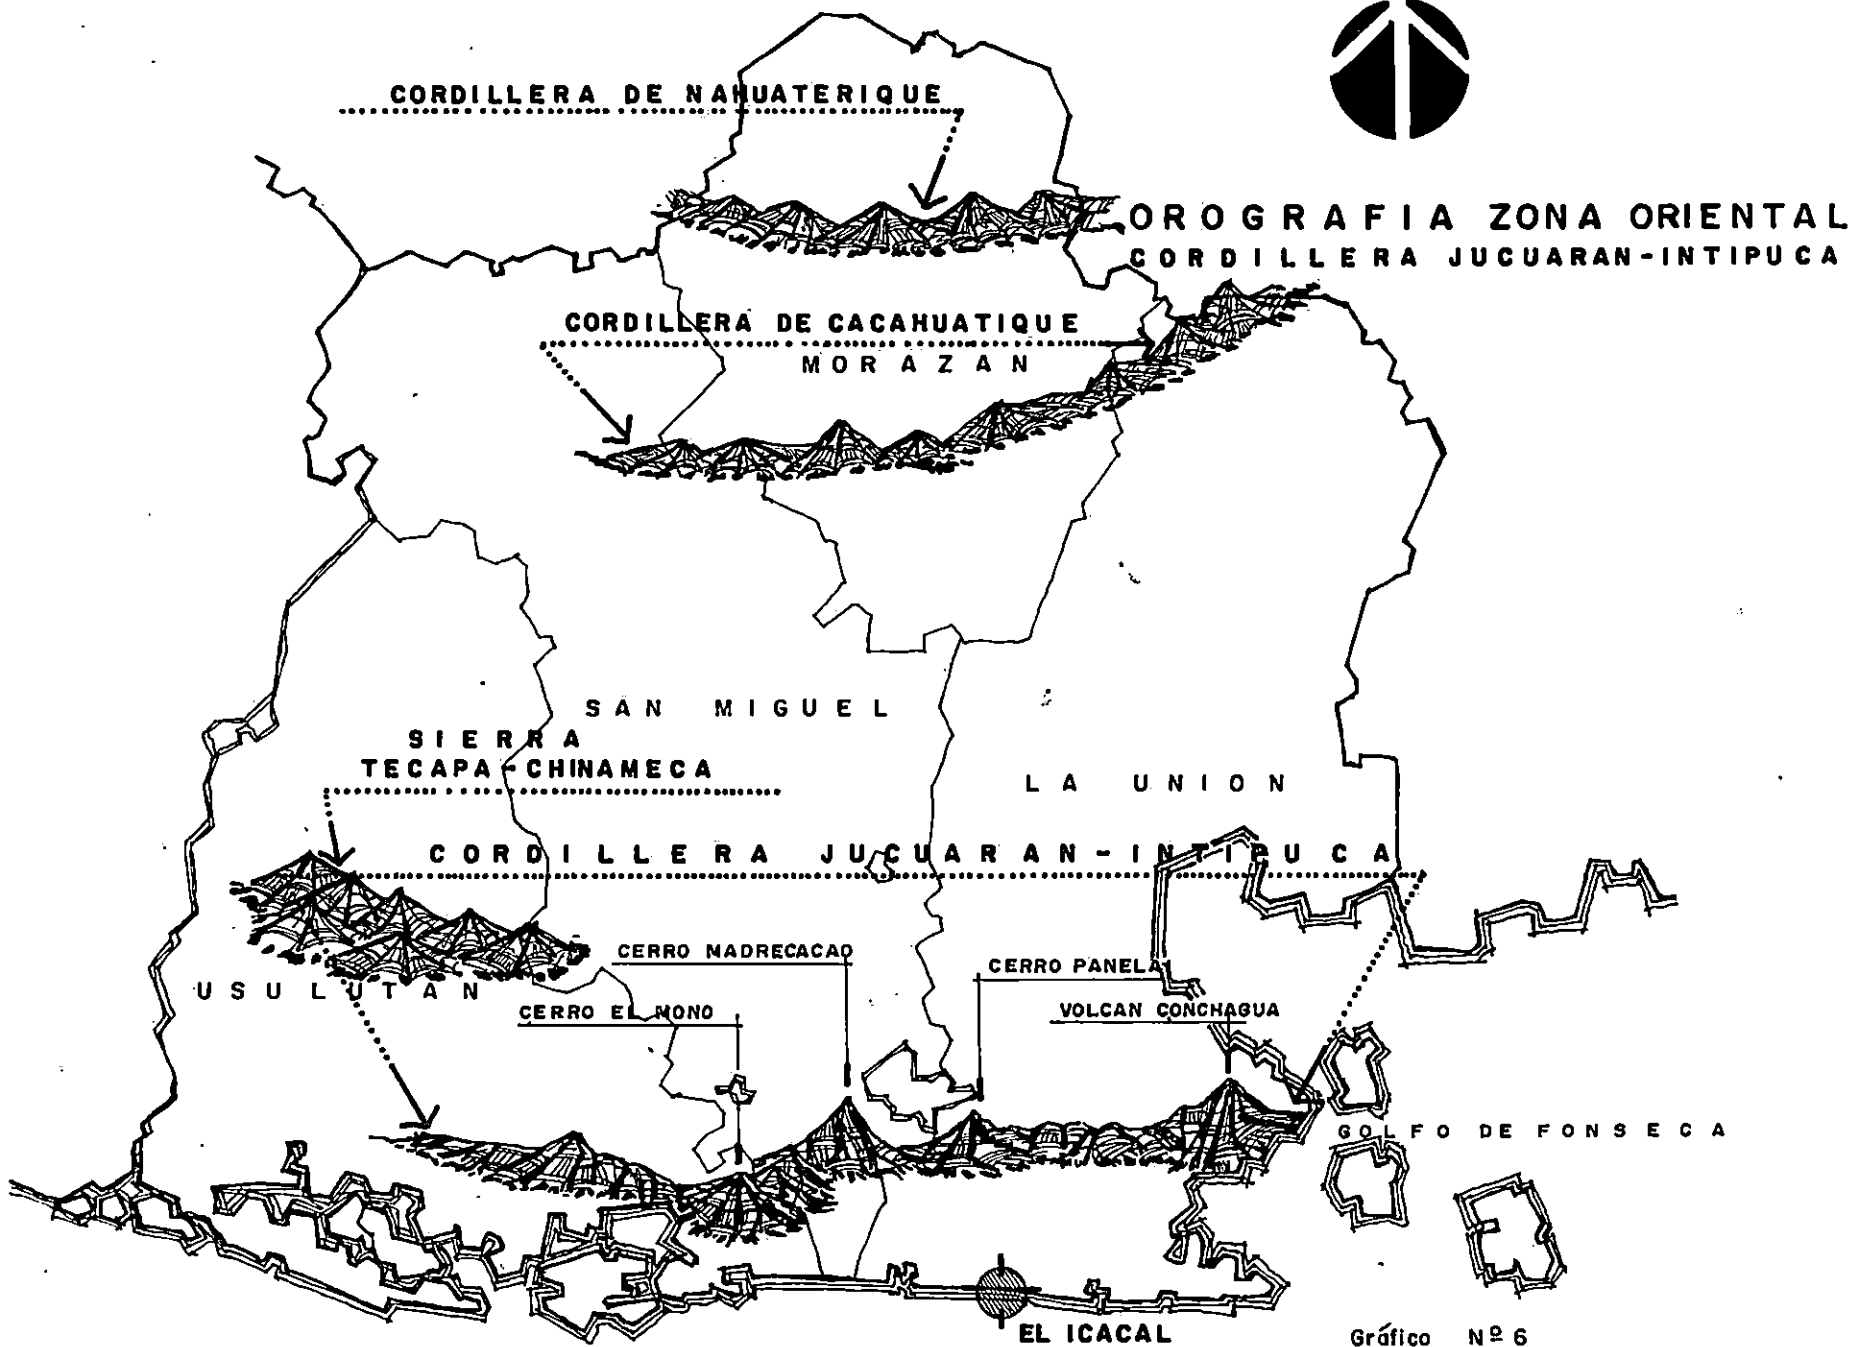 CORDILLERA DE NAHUATERIQUE
OROGRAFIA ZONA ORIENTAL
CORDILLERA JUCUARAN-INTIPUCA
CORDILLERA DE CACAHUATIQUE
MORAZAN
SAN MIGUEL
SIERRA
TECAPA-CHINAMECA
LA UNION
CORDILLERA JUCUARAN-INTIPUCA
CERRO MADRECACAO
CERRO PANELA
USULUTAN
CERRO EL MONO
VOLCAN CONCHAGUA
GOLFO DE FONSECA
EL ICACAL
Gráfico Nº 6